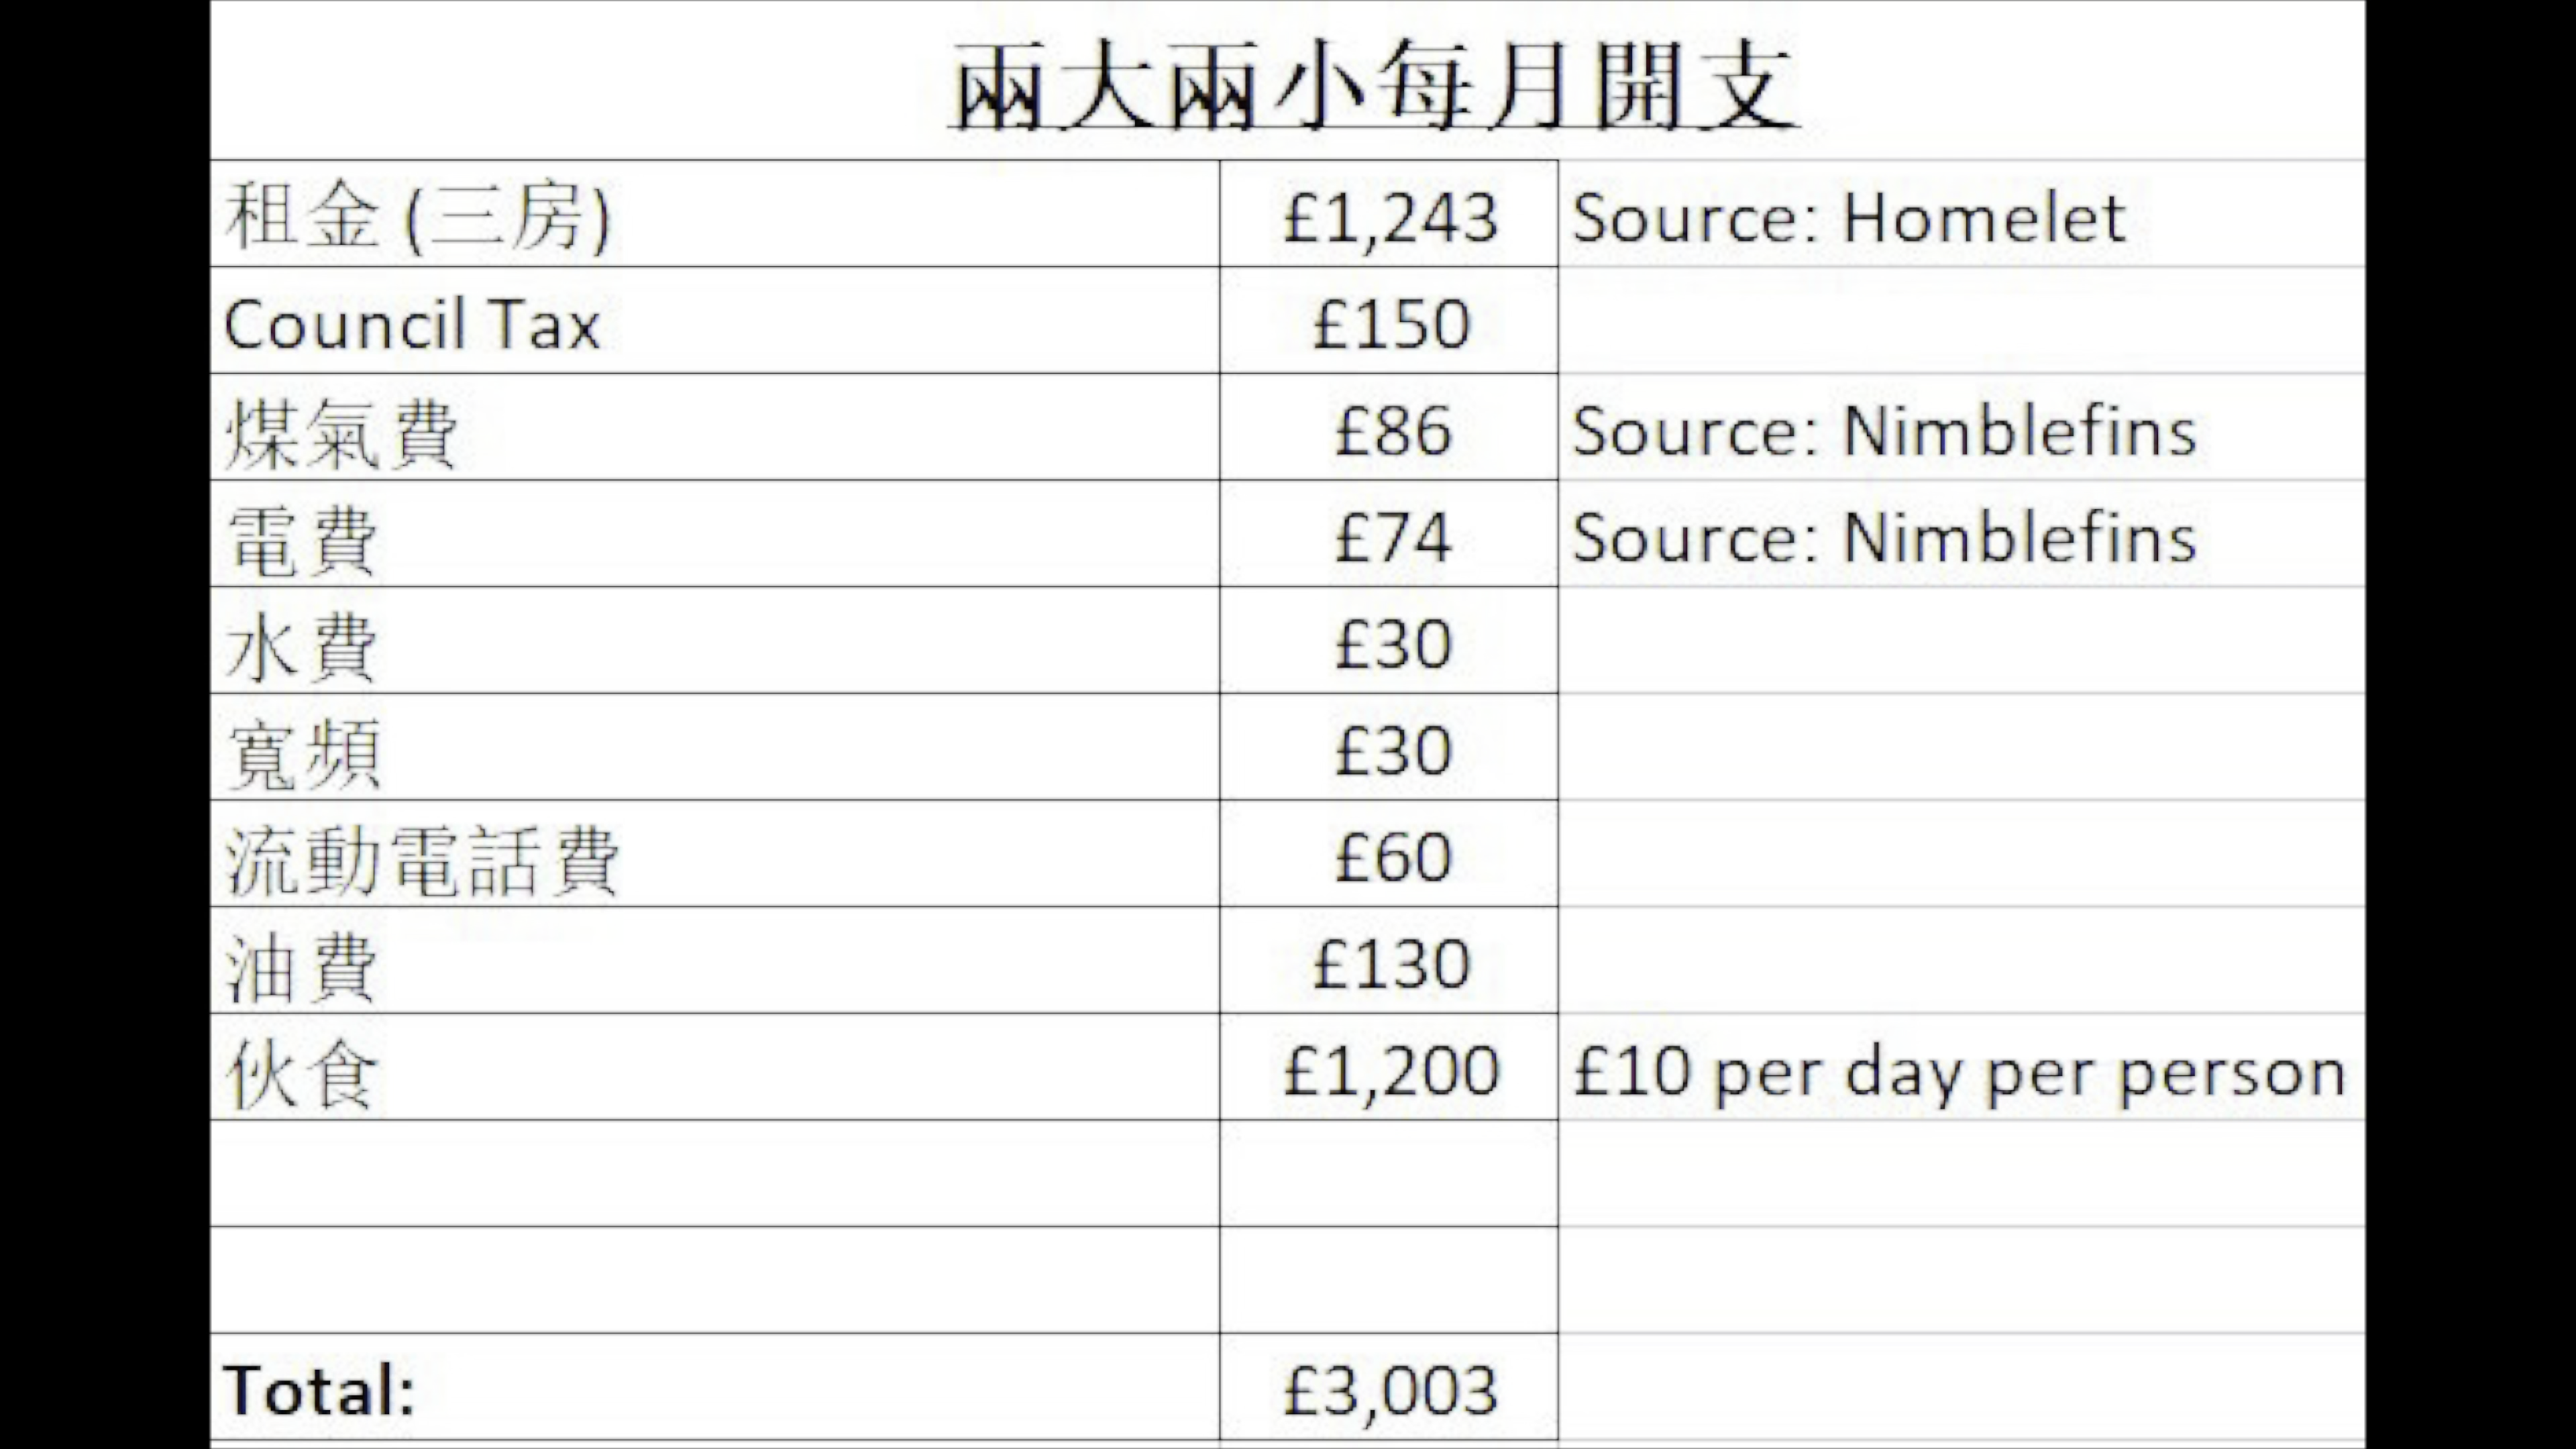 兩大兩小每月開支
租金 (三房) £1,243 Source: Homelet
Council Tax £150
煤氣費 £86 Source: Nimblefins
電費 £74 Source: Nimblefins
水費 £30
寬頻 £30
流動電話費 £60
油費 £130
伙食 £1,200 £10 per day per person
Total: £3,003